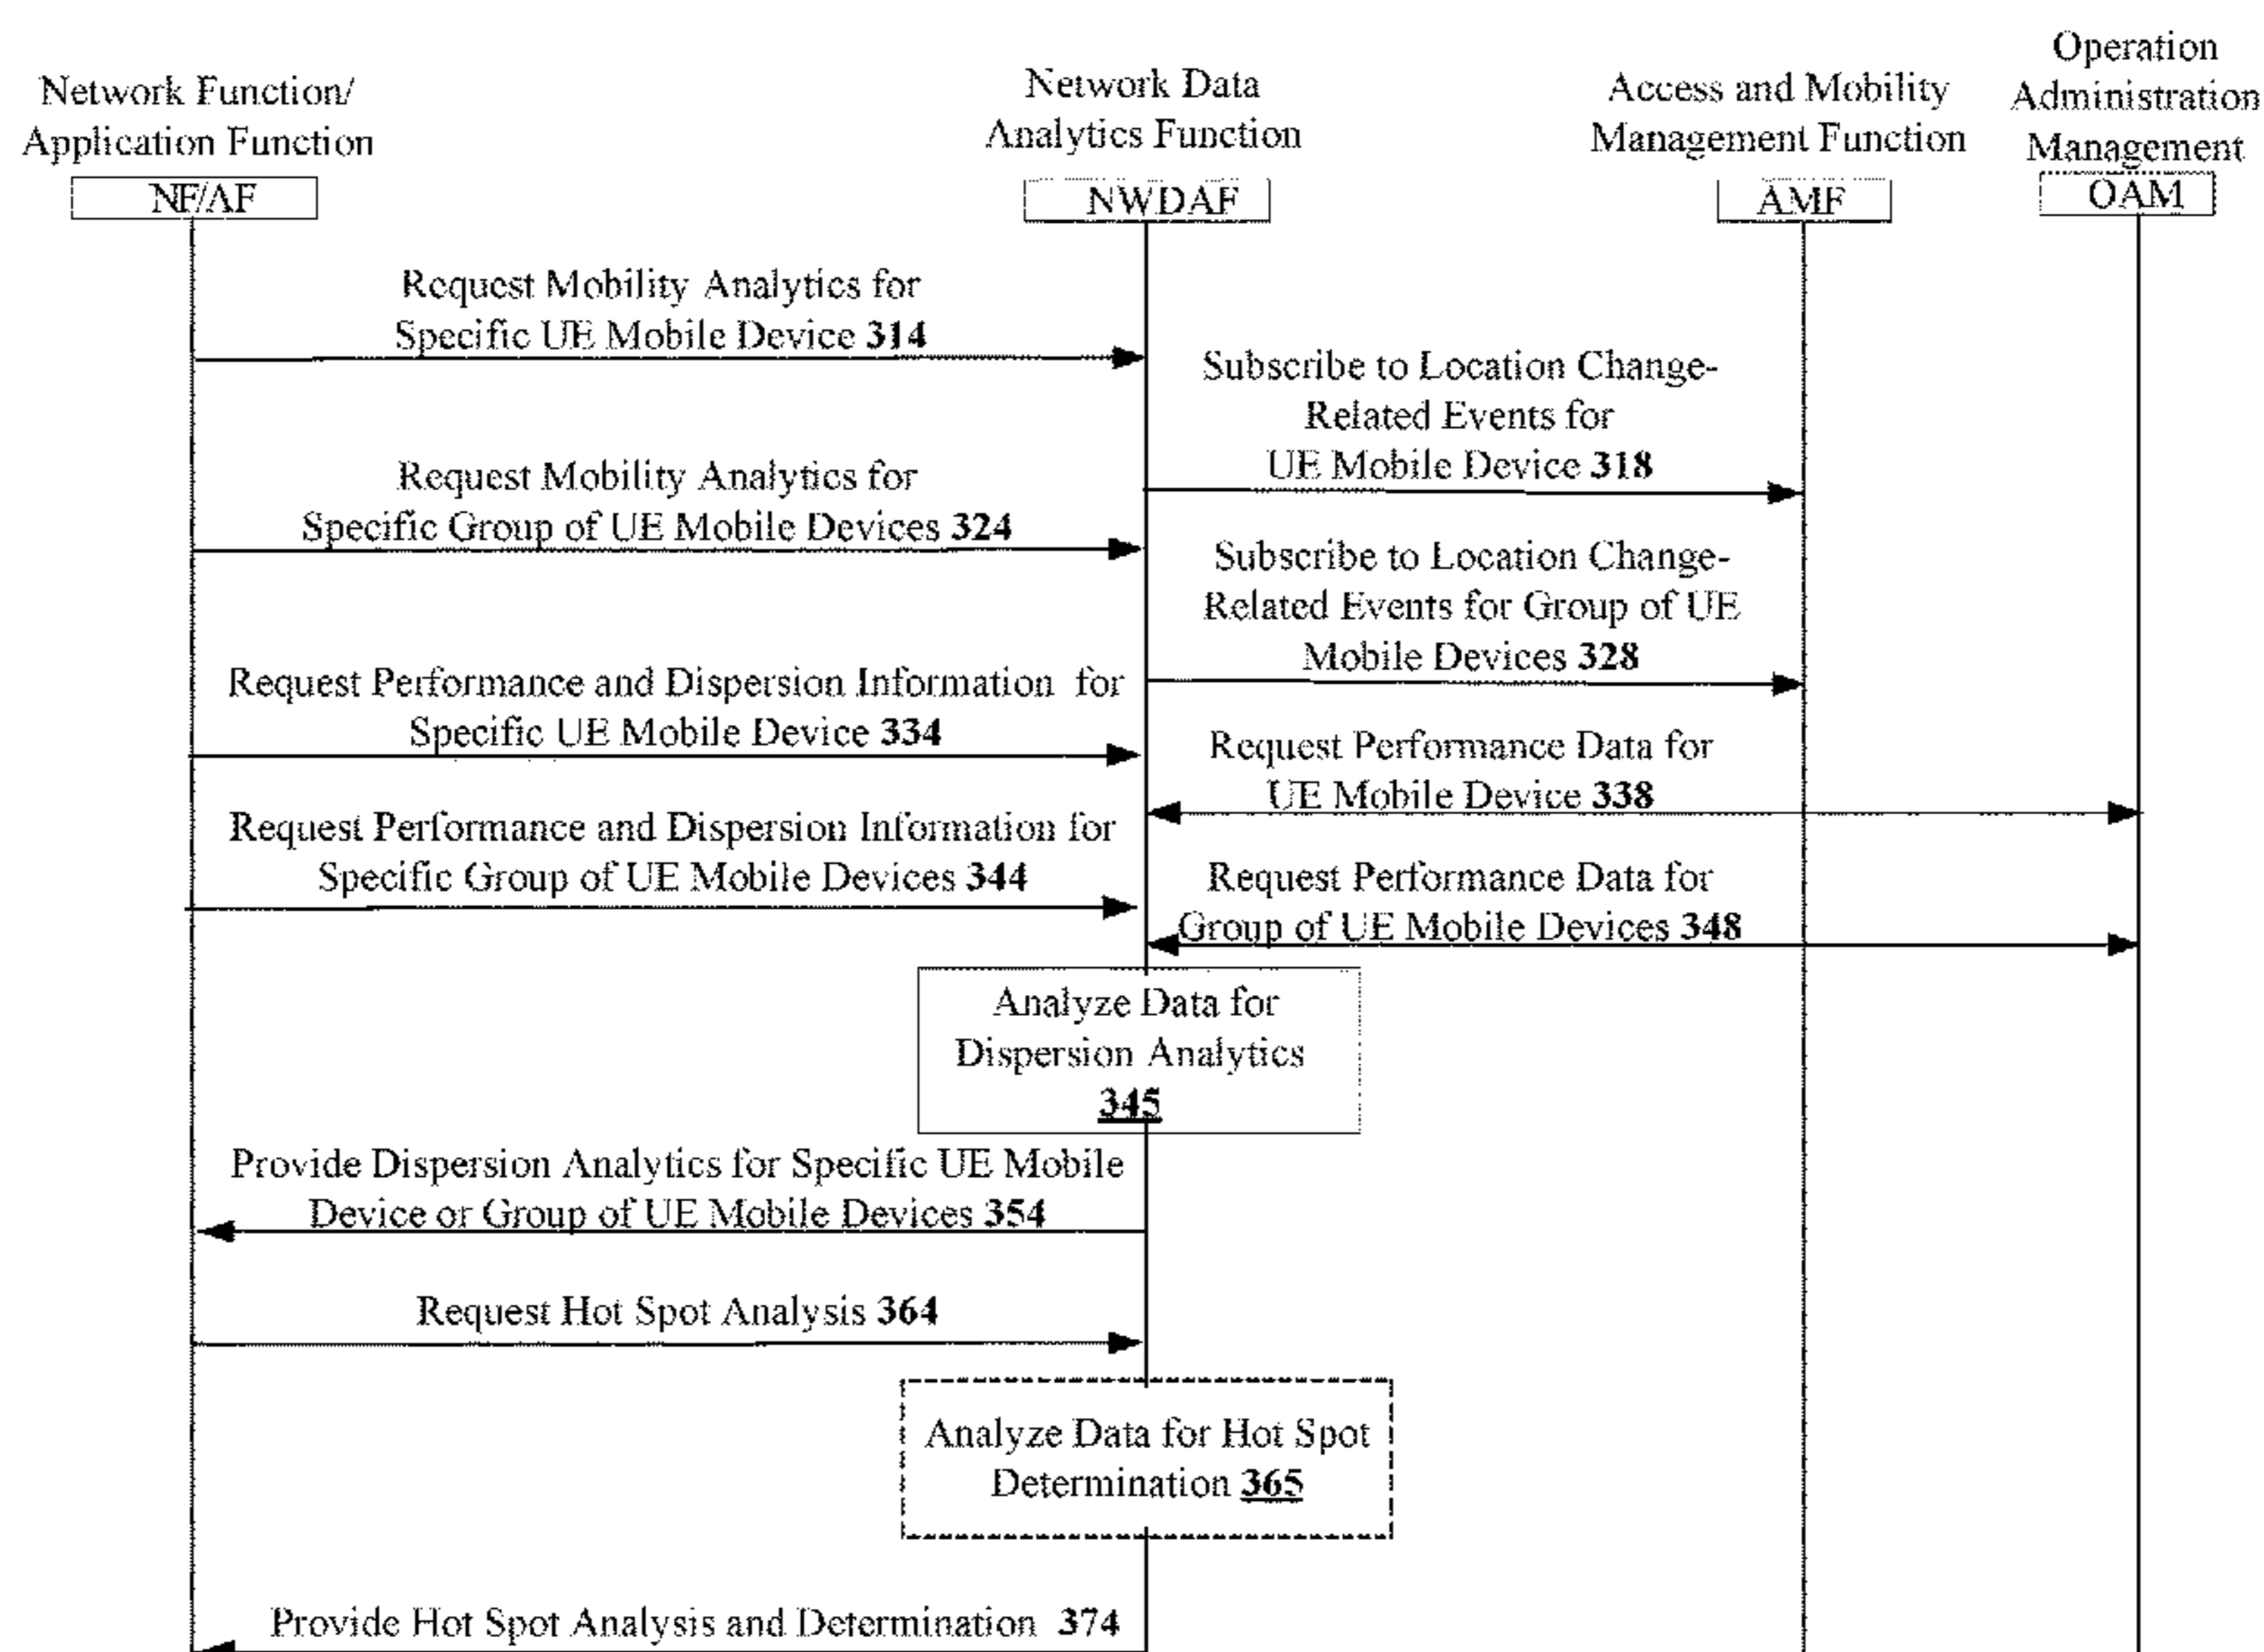 Network Function/
Application Function
NF/AF
Network Data
Analytics Function
NWDAF
Access and Mobility
Management Function
AMF
Operation
Administration
Management
OAM
Request Mobility Analytics for
Specific UE Mobile Device 314
Subscribe to Location Change-
Related Events for
UE Mobile Device 318
Request Mobility Analytics for
Specific Group of UE Mobile Devices 324
Subscribe to Location Change-
Related Events for Group of UE
Mobile Devices 328
Request Performance and Dispersion Information for
Specific UE Mobile Device 334
Request Performance Data for
UE Mobile Device 338
Request Performance and Dispersion Information for
Specific Group of UE Mobile Devices 344
Request Performance Data for
Group of UE Mobile Devices 348
Analyze Data for
Dispersion Analytics
345
Provide Dispersion Analytics for Specific UE Mobile
Device or Group of UE Mobile Devices 354
Request Hot Spot Analysis 364
Analyze Data for Hot Spot
Determination 365
Provide Hot Spot Analysis and Determination 374